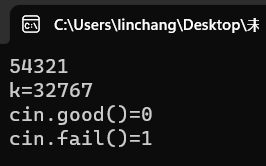 C:\Users\linchang\Desktop\
54321
k=32767
cin.good()=0
cin.fail()=1